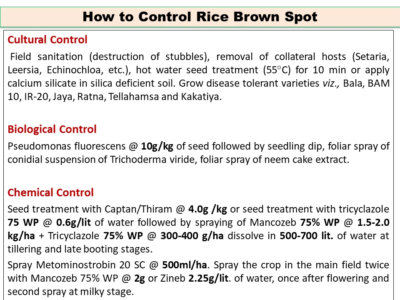 How to Control Rice Brown Spot
Cultural Control
Field sanitation (destruction of stubbles), removal of collateral hosts (Setaria,
Leersia, Echinochloa, etc.), hot water seed treatment (55°C) for 10 min or apply
calcium silicate in silica deficient soil. Grow disease tolerant varieties viz., Bala, BAM
10, IR-20, Jaya, Ratna, Tellahamsa and Kakatiya.
Biological Control
Pseudomonas fluorescens @ 10g/kg of seed followed by seedling dip, foliar spray of
conidial suspension of Trichoderma viride, foliar spray of neem cake extract.
Chemical Control
Seed treatment with Captan/Thiram @ 4.0g /kg or seed treatment with tricyclazole
75 WP @ 0.6g/lit of water followed by spraying of Mancozeb 75% WP @ 1.5-2.0
kg/ha + Tricyclazole 75% WP @ 300-400 g/ha dissolve in 500-700 lit. of water at
tillering and late booting stages.
Spray Metominostrobin 20 SC @ 500ml/ha. Spray the crop in the main field twice
with Mancozeb 75% WP @ 2g or Zineb 2.25g/lit. of water, once after flowering and
second spray at milky stage.